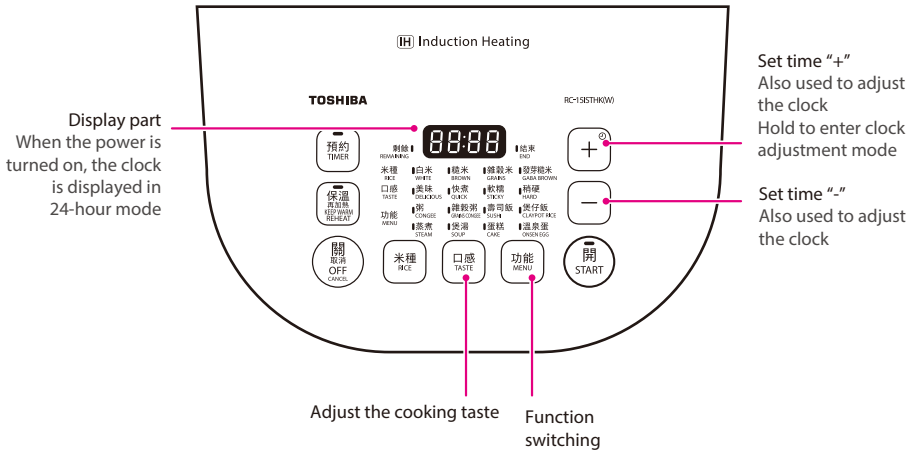 IH Induction Heating
TOSHIBA
RC-15ISTHK(W)
Display part
When the power is
turned on, the clock
is displayed in
24-hour mode
Set time “+”
Also used to adjust
the clock
Hold to enter clock
adjustment mode
Set time “-”
Also used to adjust
the clock
預約
TIMER
剩餘
REMAINING
88:88
結束
END
+
米種 白米 糙米 雜穀米 發芽糙米
RICE WHITE BROWN GRAINS GABA BROWN
口感 美味 快煮 軟糯 稍硬
TASTE DELICIOUS QUICK STICKY HARD
功能 粥 雜穀粥 壽司飯 煲仔飯
MENU CONGEE GRAINS CONGEE SUSHI CLAYPOT RICE
蒸煮 煲湯 蛋糕 溫泉蛋
STEAM SOUP CAKE ONSEN EGG
保溫
再加熱
KEEP WARM
REHEAT
−
關
取消
OFF
CANCEL
米種
RICE
口感
TASTE
功能
MENU
開
START
Adjust the cooking taste
Function
switching